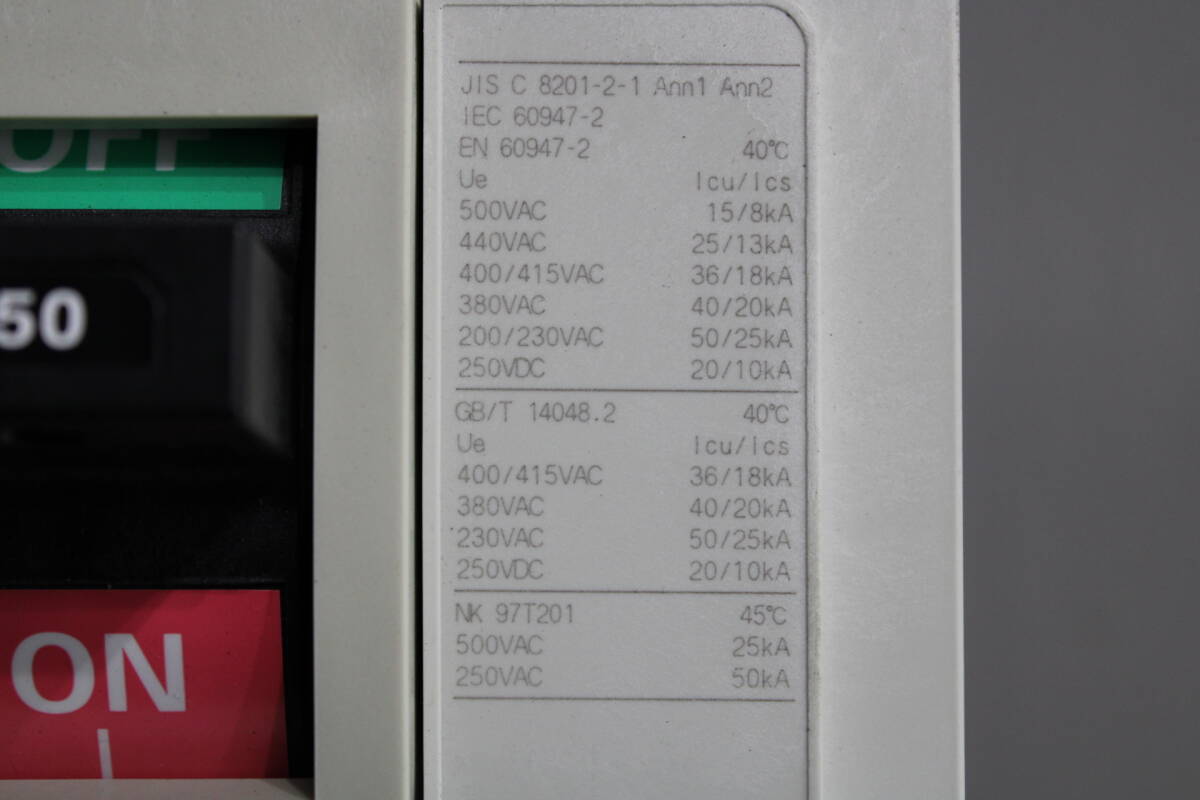 OFF
50
ON
JIS C 8201-2-1 Ann1 Ann2
IEC 60947-2
EN 60947-2 40℃
Ue Icu/Ics
500VAC 15/8kA
440VAC 25/13kA
400/415VAC 36/18kA
380VAC 40/20kA
200/230VAC 50/25kA
250VDC 20/10kA
GB/T 14048.2 40℃
Ue Icu/Ics
400/415VAC 36/18kA
380VAC 40/20kA
230VAC 50/25kA
250VDC 20/10kA
NK 97T201 45℃
500VAC 25kA
250VAC 50kA